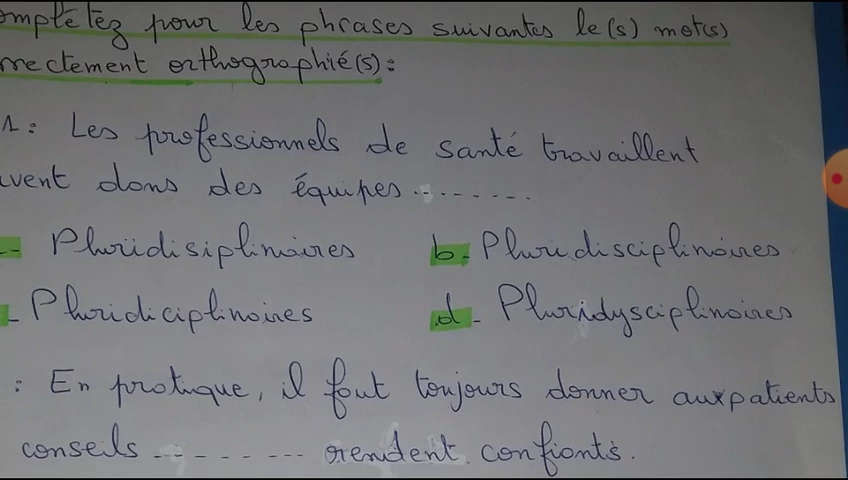 omplétez pour les phrases suivantes le(s) mot(s)
rrectement orthographié(s):
1: Les professionnels de santé travaillent
uvent dans des équipes ........
- Pluridisiplinaires b- Pluridisciplinaires
- Pluridiciplinaires d- Pluridysciplinaires
: En pratique, il faut toujours donner aux patients
conseils -------- rendent confiants.